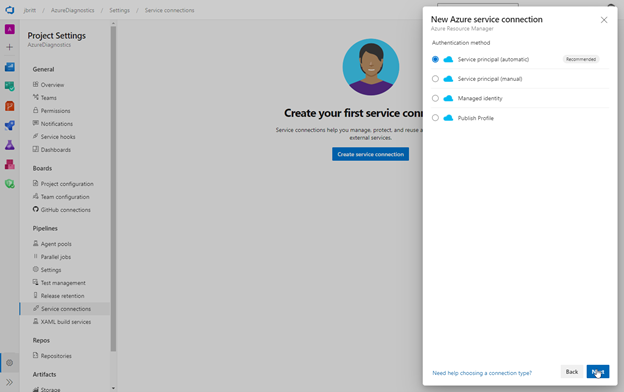 jbritt / AzureDiagnostics / Settings / Service connections
A
Project Settings
AzureDiagnostics
General
Overview
Teams
Permissions
Notifications
Service hooks
Dashboards
Boards
Project configuration
Team configuration
GitHub connections
Pipelines
Agent pools
Parallel jobs
Settings
Test management
Release retention
Service connections
XAML build services
Repos
Repositories
Artifacts
Storage
Create your first service conn
Service connections help you manage, protect, and reuse a
external services.
Create service connection
New Azure service connection
Azure Resource Manager
Authentication method
Service principal (automatic)
Recommended
Service principal (manual)
Managed identity
Publish Profile
Need help choosing a connection type?
Back
Next